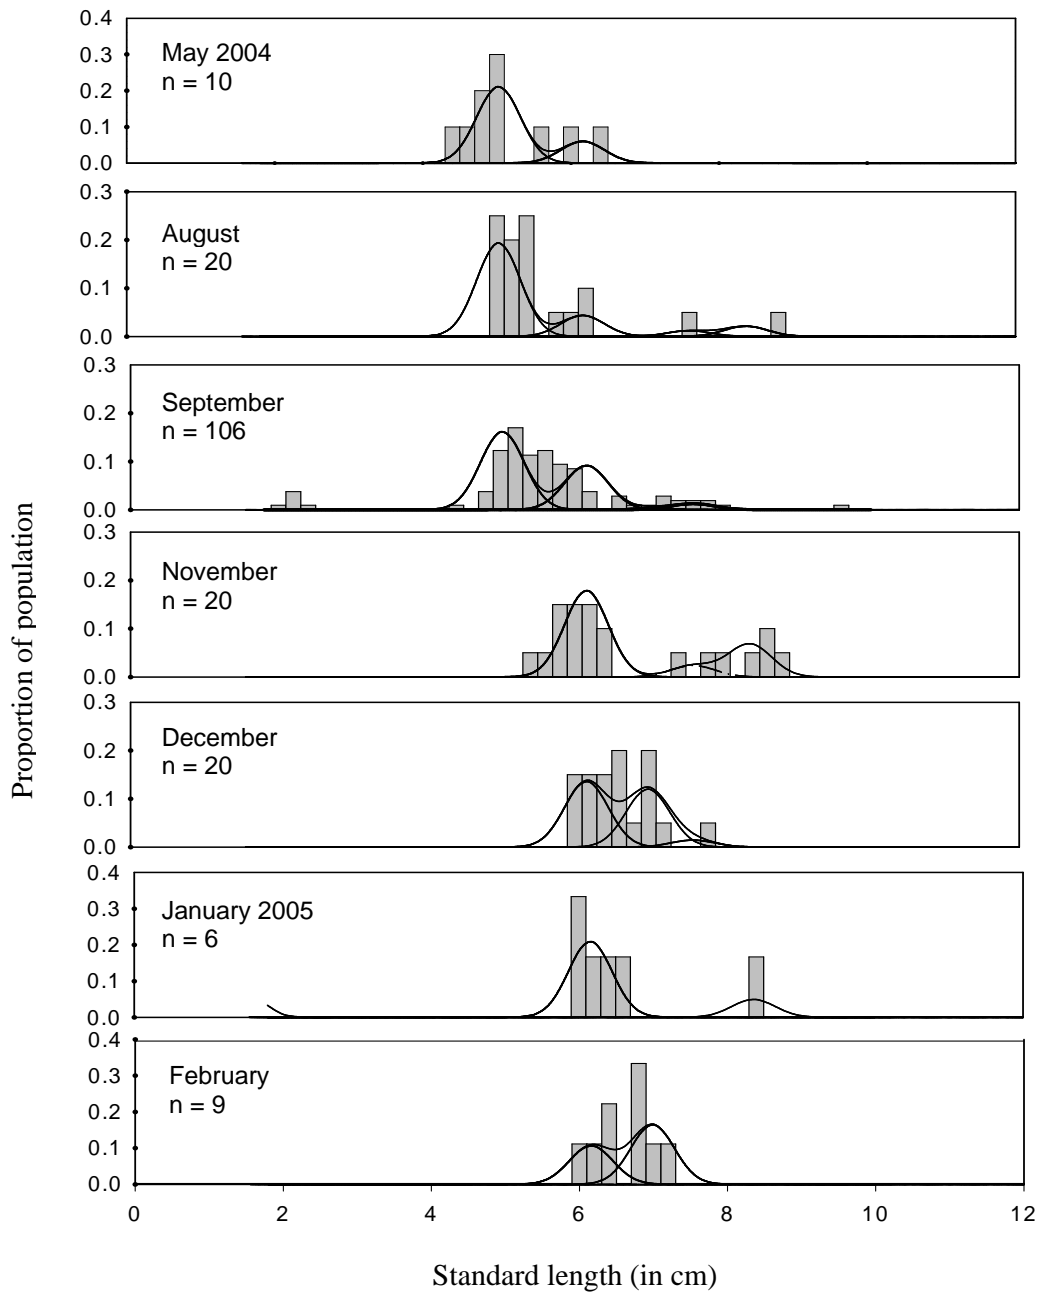 Proportion of population
0.4
0.3
0.2
0.1
0.0
May 2004
n = 10
0.3
0.2
0.1
0.0
August
n = 20
0.3
0.2
0.1
0.0
September
n = 106
0.3
0.2
0.1
0.0
November
n = 20
0.3
0.2
0.1
0.0
December
n = 20
0.4
0.3
0.2
0.1
0.0
January 2005
n = 6
0.4
0.3
0.2
0.1
0.0
February
n = 9
0 2 4 6 8 10 12
Standard length (in cm)